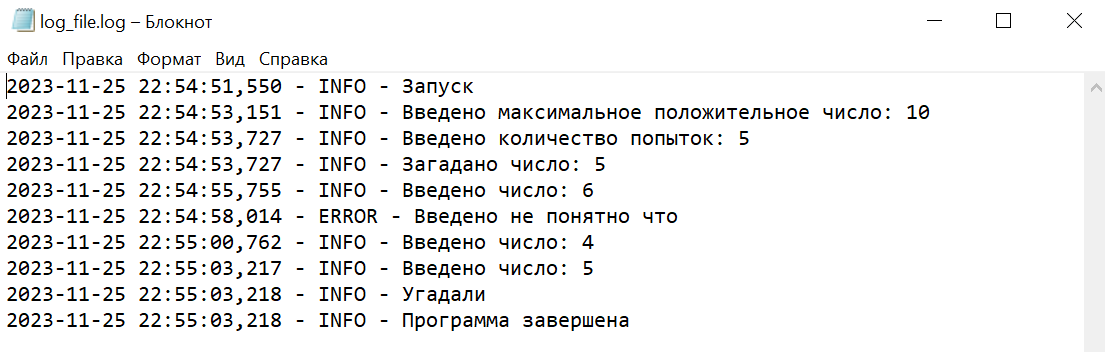 log_file.log – Блокнот
Файл Правка Формат Вид Справка
2023-11-25 22:54:51,550 - INFO - Запуск
2023-11-25 22:54:53,151 - INFO - Введено максимальное положительное число: 10
2023-11-25 22:54:53,727 - INFO - Введено количество попыток: 5
2023-11-25 22:54:53,727 - INFO - Загадано число: 5
2023-11-25 22:54:55,755 - INFO - Введено число: 6
2023-11-25 22:54:58,014 - ERROR - Введено не понятно что
2023-11-25 22:55:00,762 - INFO - Введено число: 4
2023-11-25 22:55:03,217 - INFO - Введено число: 5
2023-11-25 22:55:03,218 - INFO - Угадали
2023-11-25 22:55:03,218 - INFO - Программа завершена